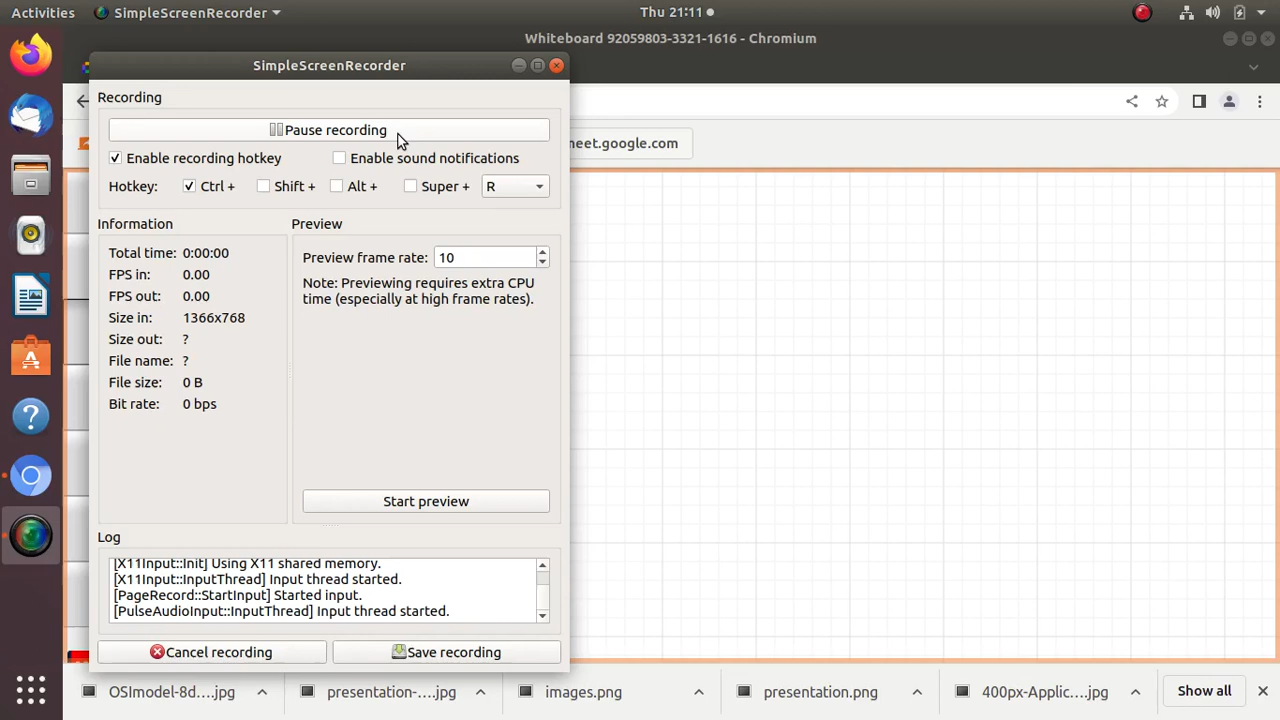 Activities
SimpleScreenRecorder
Thu 21:11
Whiteboard 92059803-3321-1616 - Chromium
SimpleScreenRecorder
Recording
Pause recording
neet.google.com
Enable recording hotkey
Enable sound notifications
Hotkey:
Ctrl +
Shift +
Alt +
Super +
R
Information
Preview
Total time: 0:00:00
FPS in: 0.00
FPS out: 0.00
Size in: 1366x768
Size out: ?
File name: ?
File size: 0 B
Bit rate: 0 bps
Preview frame rate: 10
Note: Previewing requires extra CPU
time (especially at high frame rates).
Start preview
Log
[X11Input::Init] Using X11 shared memory.
[X11Input::InputThread] Input thread started.
[PageRecord::StartInput] Started input.
[PulseAudioInput::InputThread] Input thread started.
Cancel recording
Save recording
OSImodel-8d....jpg
presentation-....jpg
images.png
presentation.png
400px-Applic....jpg
Show all